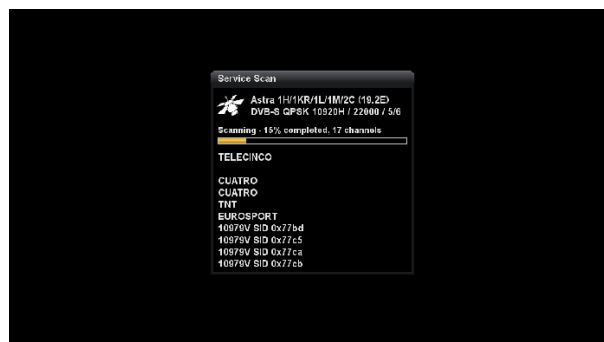 Service Scan
Astra 1H/1KR/1L/1M/2C (19.2E)
DVB-S QPSK 10920H / 22000 / 5/6
Scanning - 15% completed, 17 channels
TELECINCO
CUATRO
CUATRO
TNT
EUROSPORT
10979V SID 0x77bd
10979V SID 0x77c5
10979V SID 0x77ca
10979V SID 0x77cb